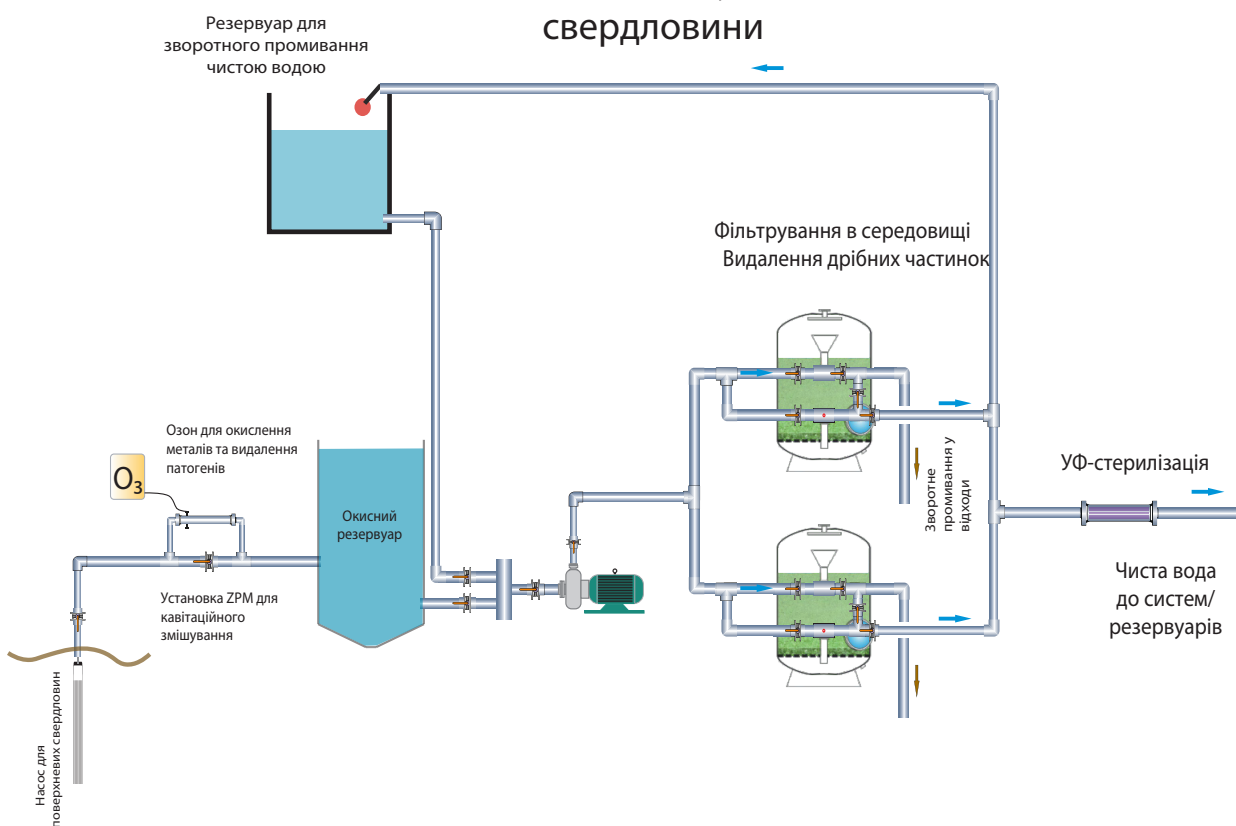 свердловини
Резервуар для
зворотного промивання
чистою водою
Фільтрування в середовищі
Видалення дрібних частинок
Озон для окислення
металів та видалення
патогенів
O3
Окисний
резервуар
Установка ZPM для
кавітаційного
змішування
Насос для
поверхневих свердловин
Зворотне
промивання у
відходи
УФ-стерилізація
Чиста вода
до систем/
резервуарів